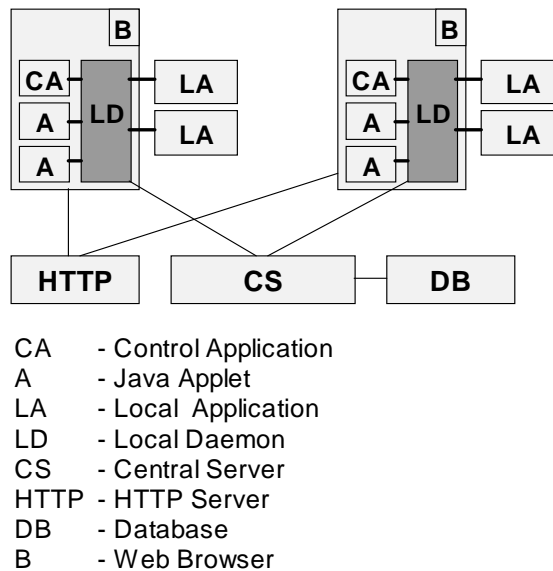 B B
CA LD LA CA LD LA
A LA A LA
A A
HTTP CS DB
CA - Control Application
A - Java Applet
LA - Local Application
LD - Local Daemon
CS - Central Server
HTTP - HTTP Server
DB - Database
B - Web Browser